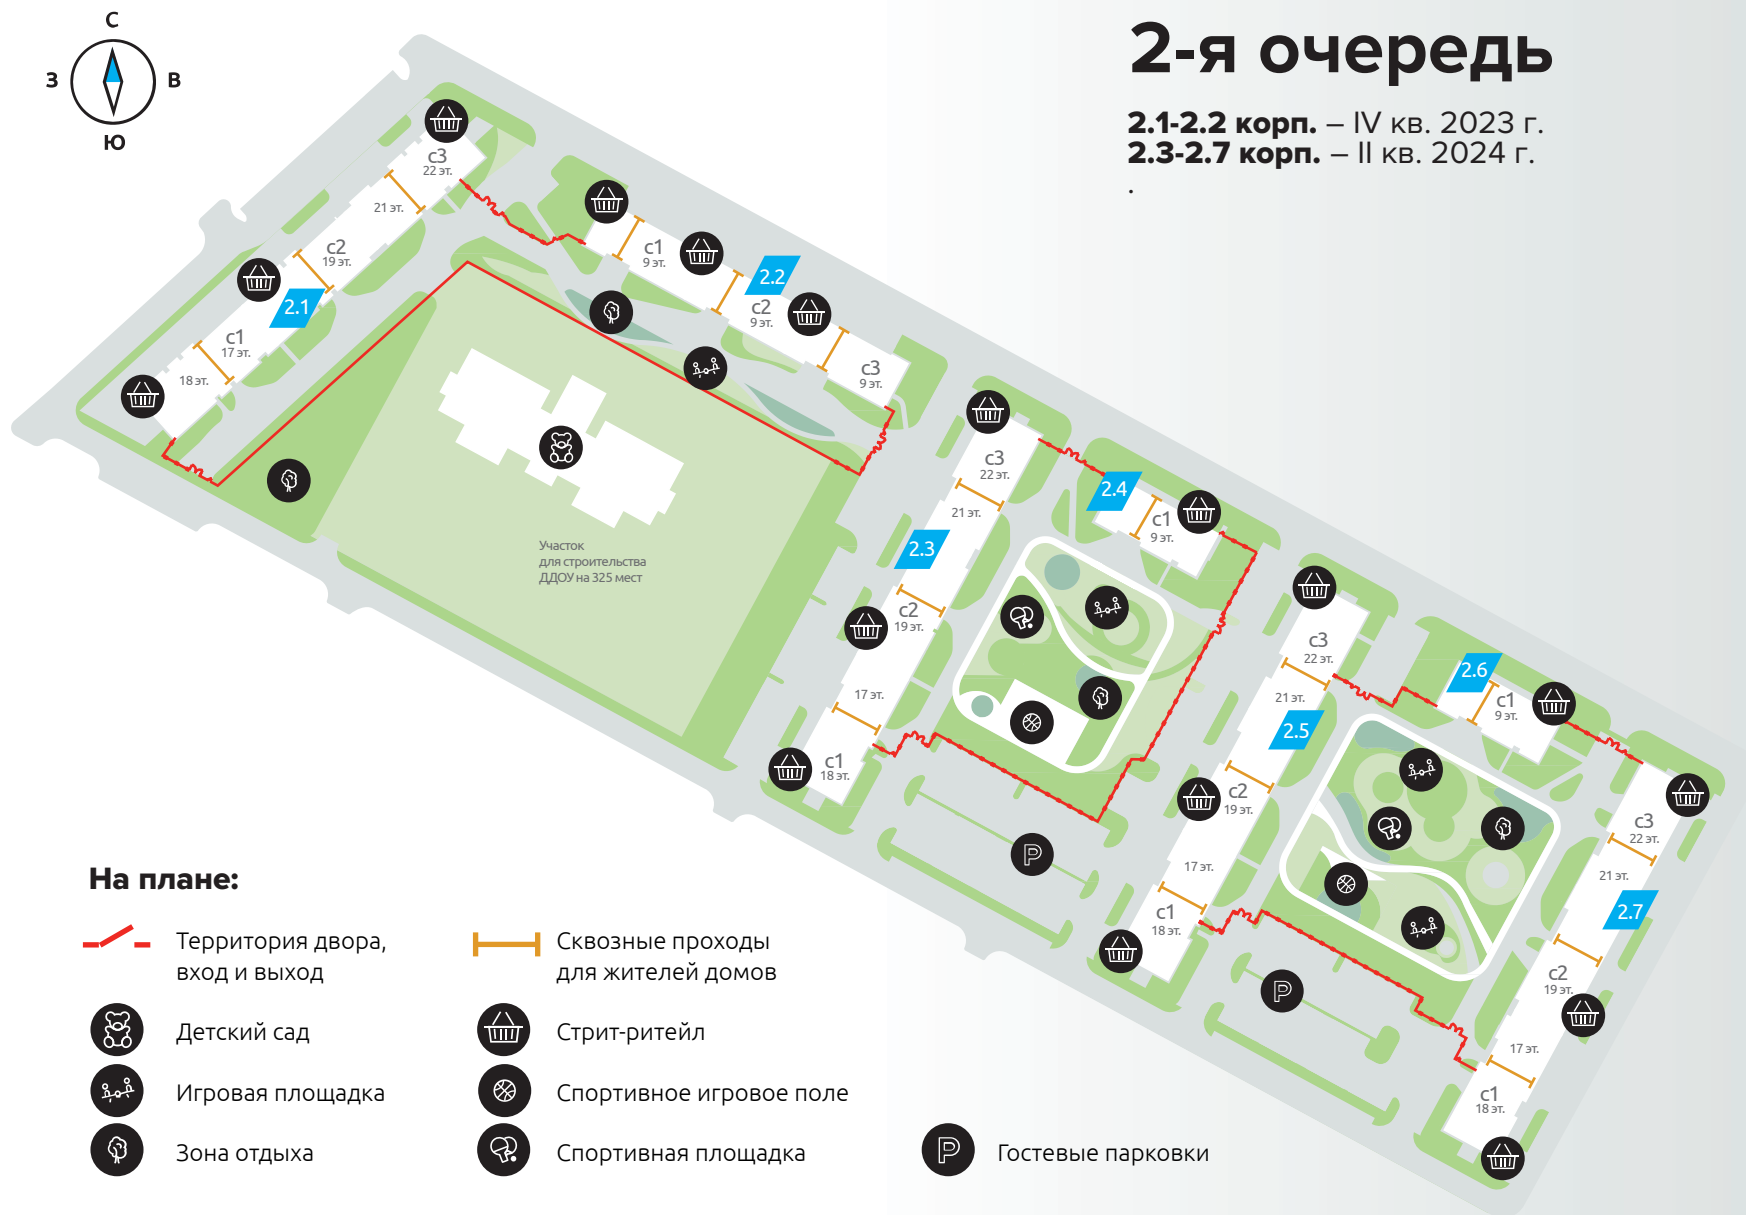 С
З
В
Ю
2-я очередь
2.1-2.2 корп. – IV кв. 2023 г.
2.3-2.7 корп. – II кв. 2024 г.
.
с3
22 эт.
21 эт.
с2
19 эт.
2.1
с1
17 эт.
18 эт.
с1
9 эт.
2.2
с2
9 эт.
с3
9 эт.
Участок
для строительства
ДДОУ на 325 мест
с3
22 эт.
21 эт.
2.3
с2
19 эт.
17 эт.
с1
18 эт.
2.4
с1
9 эт.
с3
22 эт.
21 эт.
2.5
с2
19 эт.
17 эт.
с1
18 эт.
2.6
с1
9 эт.
с3
22 эт.
21 эт.
2.7
с2
19 эт.
17 эт.
с1
18 эт.
P
P
На плане:
Территория двора,
вход и выход
Сквозные проходы
для жителей домов
Детский сад
Стрит-ритейл
Игровая площадка
Спортивное игровое поле
Зона отдыха
Спортивная площадка
P
Гостевые парковки